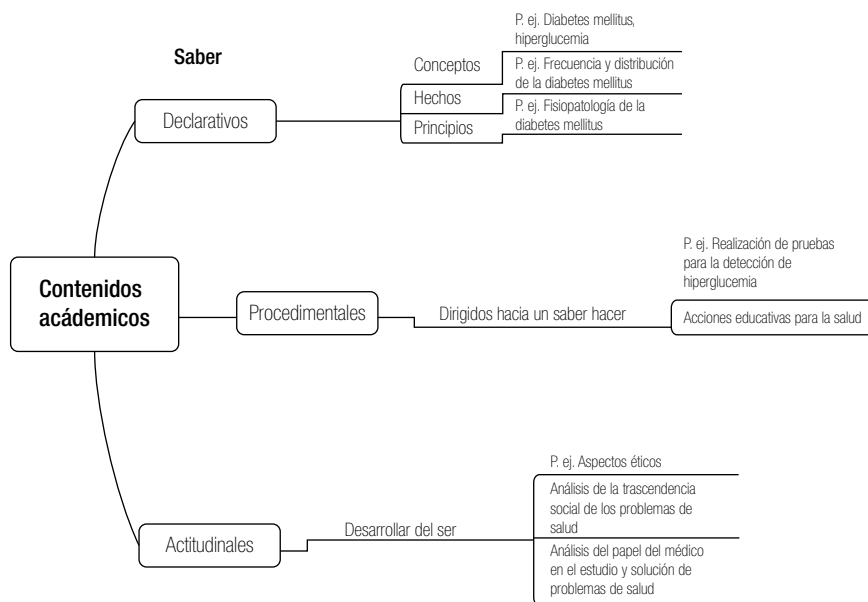 Saber
Declarativos
Conceptos
P. ej. Diabetes mellitus,
hiperglucemia
Hechos
P. ej. Frecuencia y distribución
de la diabetes mellitus
Principios
P. ej. Fisiopatología de la
diabetes mellitus
Contenidos
acádemicos
Procedimentales
Dirigidos hacia un saber hacer
P. ej. Realización de pruebas
para la detección de
hiperglucemia
Acciones educativas para la salud
Actitudinales
Desarrollar del ser
P. ej. Aspectos éticos
Análisis de la trascendencia
social de los problemas de
salud
Análisis del papel del médico
en el estudio y solución de
problemas de salud